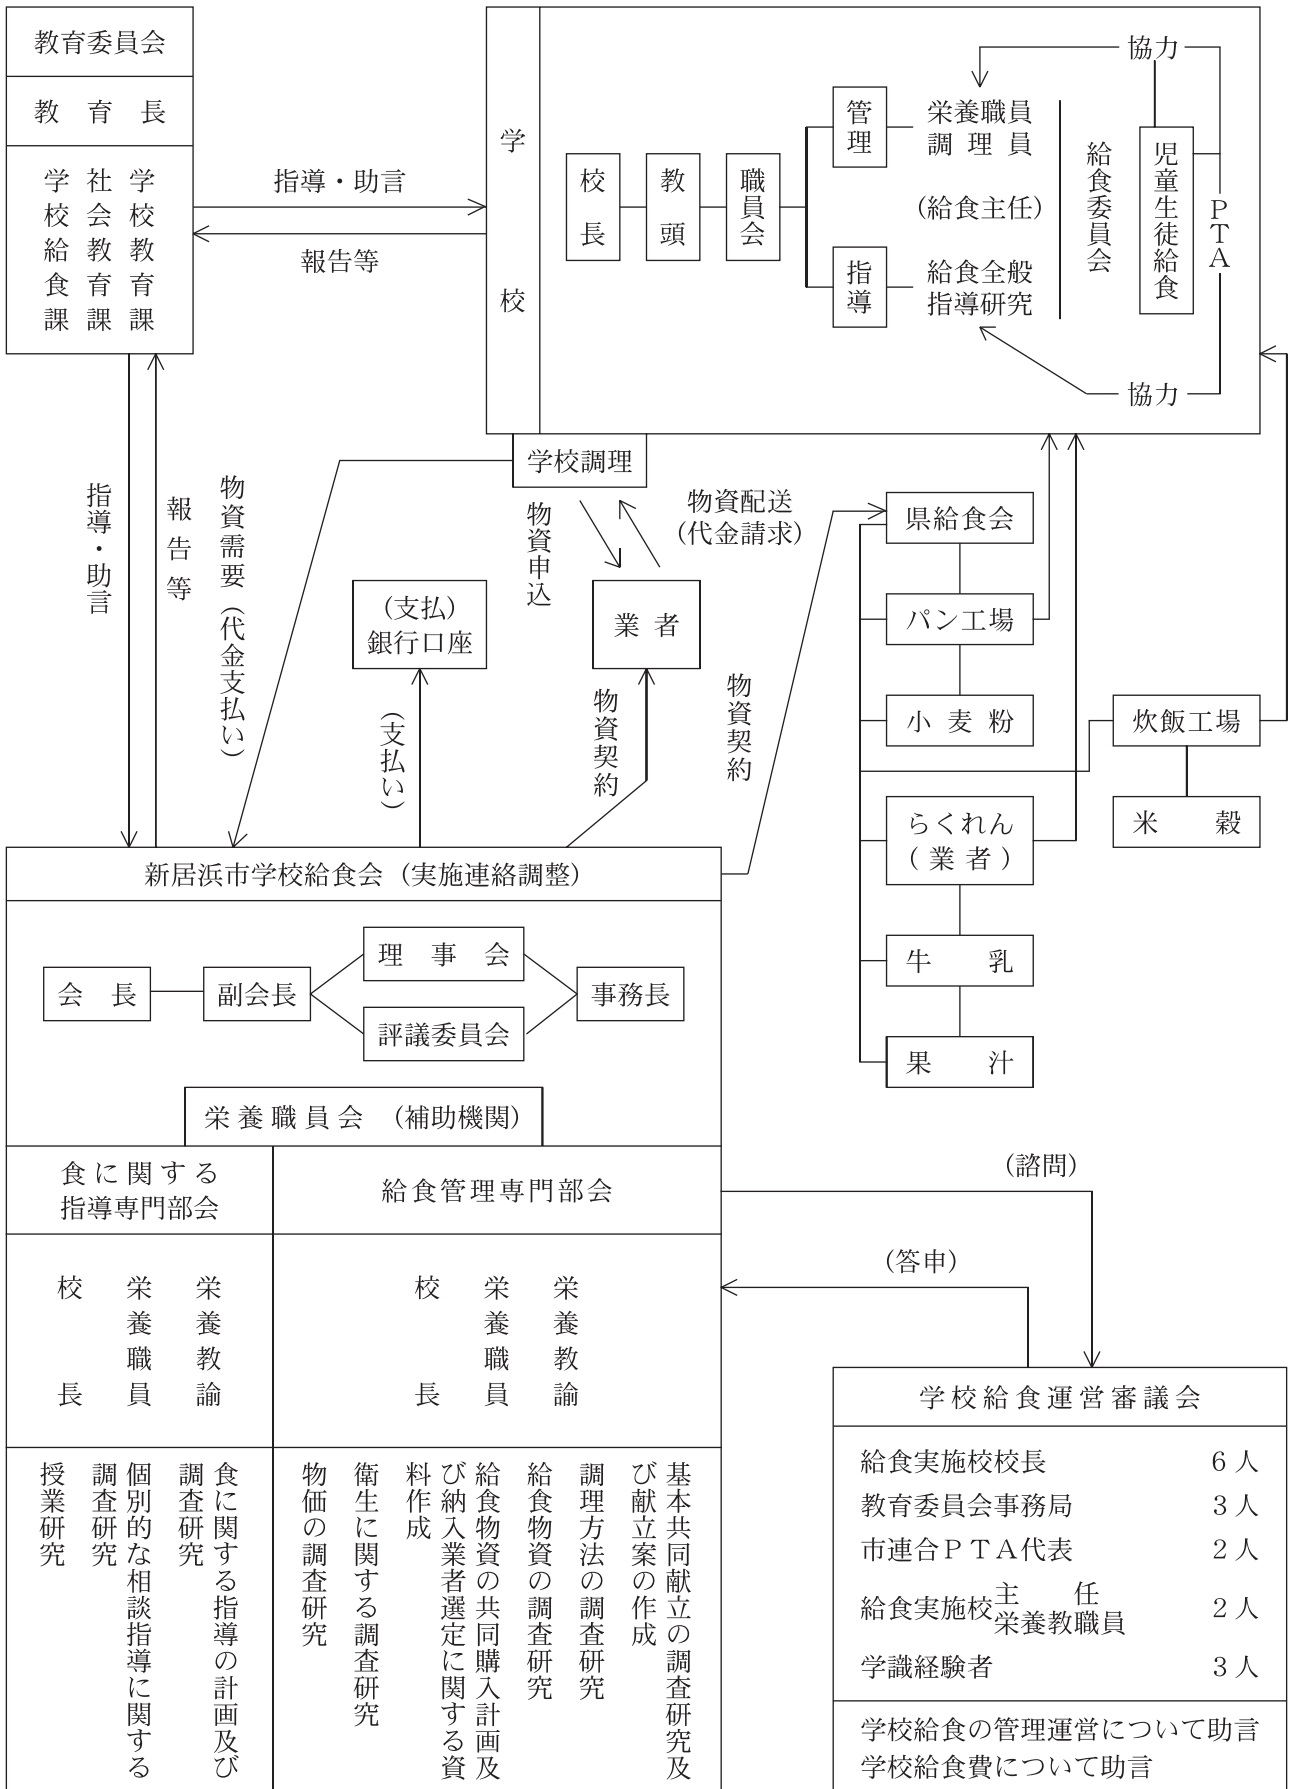 教育委員会
教育長
学校教育課
社会教育課
学校給食課
指導・助言
報告等
学校
校長
教頭
職員会
管理
栄養職員
調理員
(給食主任)
指導
給食全般
指導研究
給食委員会
児童生徒給食
PTA
協力
協力
学校調理
指導・助言
報告等
物資需要(代金支払い)
物資申込
物資配送
(代金請求)
(支払)
銀行口座
業者
(支払い)
物資契約
物資契約
県給食会
パン工場
小麦粉
らくれん
(業者)
牛乳
果汁
炊飯工場
米穀
新居浜市学校給食会(実施連絡調整)
会長
副会長
理事会
評議委員会
事務長
栄養職員会 (補助機関)
食に関する
指導専門部会
給食管理専門部会
栄養教諭
栄養職員
校長
栄養教諭
栄養職員
校長
食に関する指導の計画及び
調査研究
個別的な相談指導に関する
調査研究
授業研究
基本共同献立の調査研究及
び献立案の作成
調理方法の調査研究
給食物資の調査研究
給食物資の共同購入計画及
び納入業者選定に関する資
料作成
衛生に関する調査研究
物価の調査研究
(諮問)
(答申)
学校給食運営審議会
給食実施校校長 6人
教育委員会事務局 3人
市連合PTA代表 2人
給食実施校主任栄養教職員 2人
学識経験者 3人
学校給食の管理運営について助言
学校給食費について助言